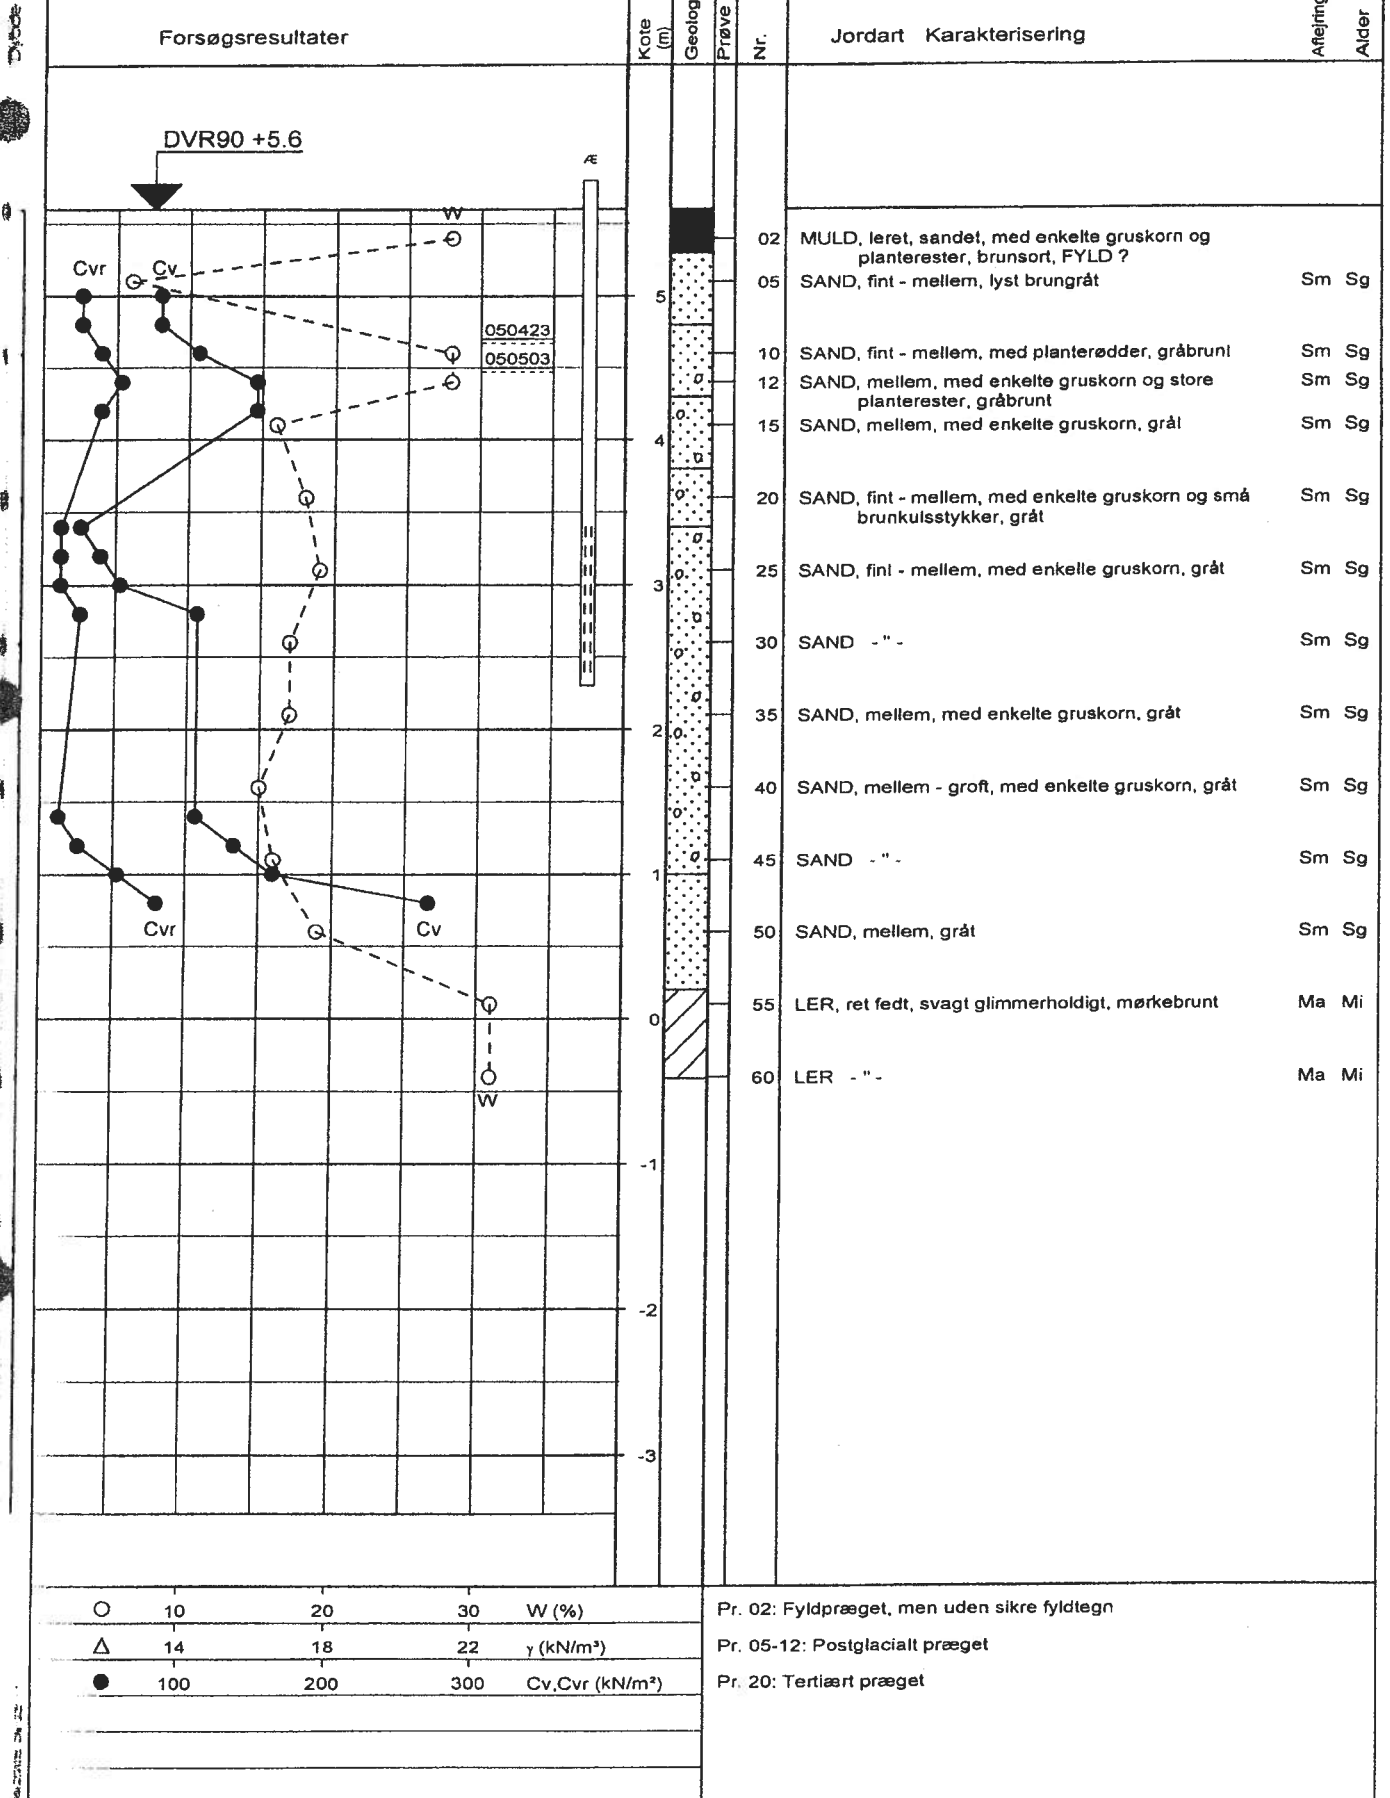 Forsøgsresultater
Kote (m)
Geologi
Prøve
Nr.
Jordart Karakterisering
Aflejring
Alder
DVR90 +5.6
Æ
0
W
Cvr
Cv
5
050423
050503
4
3
2
1
Cvr
Cv
0
W
-1
-2
-3
02 MULD, leret, sandet, med enkelte gruskorn og
planterester, brunsort, FYLD ?
05 SAND, fint - mellem, lyst brungråt Sm Sg
10 SAND, fint - mellem, med planterødder, gråbrunt Sm Sg
12 SAND, mellem, med enkelte gruskorn og store Sm Sg
planterester, gråbrunt
15 SAND, mellem, med enkelte gruskorn, gråt Sm Sg
20 SAND, fint - mellem, med enkelte gruskorn og små Sm Sg
brunkulsstykker, gråt
25 SAND, fint - mellem, med enkelte gruskorn, gråt Sm Sg
30 SAND - " - Sm Sg
35 SAND, mellem, med enkelte gruskorn, gråt Sm Sg
40 SAND, mellem - groft, med enkelte gruskorn, gråt Sm Sg
45 SAND - " - Sm Sg
50 SAND, mellem, gråt Sm Sg
55 LER, ret fedt, svagt glimmerholdigt, mørkebrunt Ma Mi
60 LER - " - Ma Mi
10 20 30 W (%)
14 18 22 γ (kN/m³)
100 200 300 Cv,Cvr (kN/m²)
Pr. 02: Fyldpræget, men uden sikre fyldtegn
Pr. 05-12: Postglacialt præget
Pr. 20: Tertiært præget